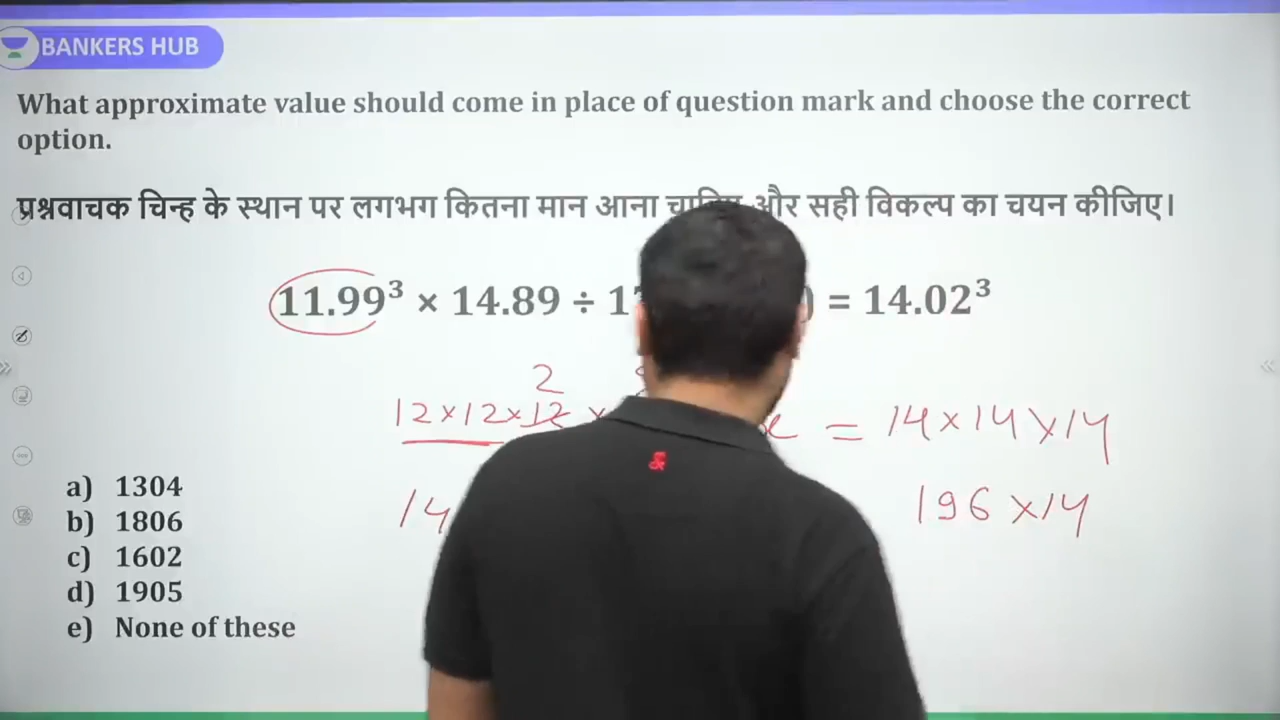 BANKERS HUB
What approximate value should come in place of question mark and choose the correct
option.
प्रश्नवाचक चिन्ह के स्थान पर लगभग कितना मान आना और सही विकल्प का चयन कीजिए।
11.99³ × 14.89 ÷ 1 ) = 14.02³
2
12×12×12× = 14×14×14
14 196×14
a) 1304
b) 1806
c) 1602
d) 1905
e) None of these